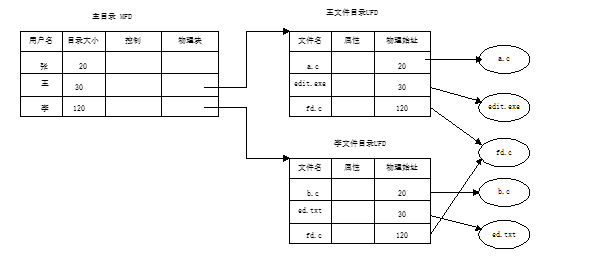 主目录 MFD
用户名 目录大小 控制 物理块
张 20
王 30
李 120
王文件目录UFD
文件名 属性 物理始址
a.c 20
edit.exe 30
fd.c 120
李文件目录UFD
文件名 属性 物理始址
b.c 20
ed.txt 30
fd.c 120
a.c
edit.exe
fd.c
b.c
ed.txt